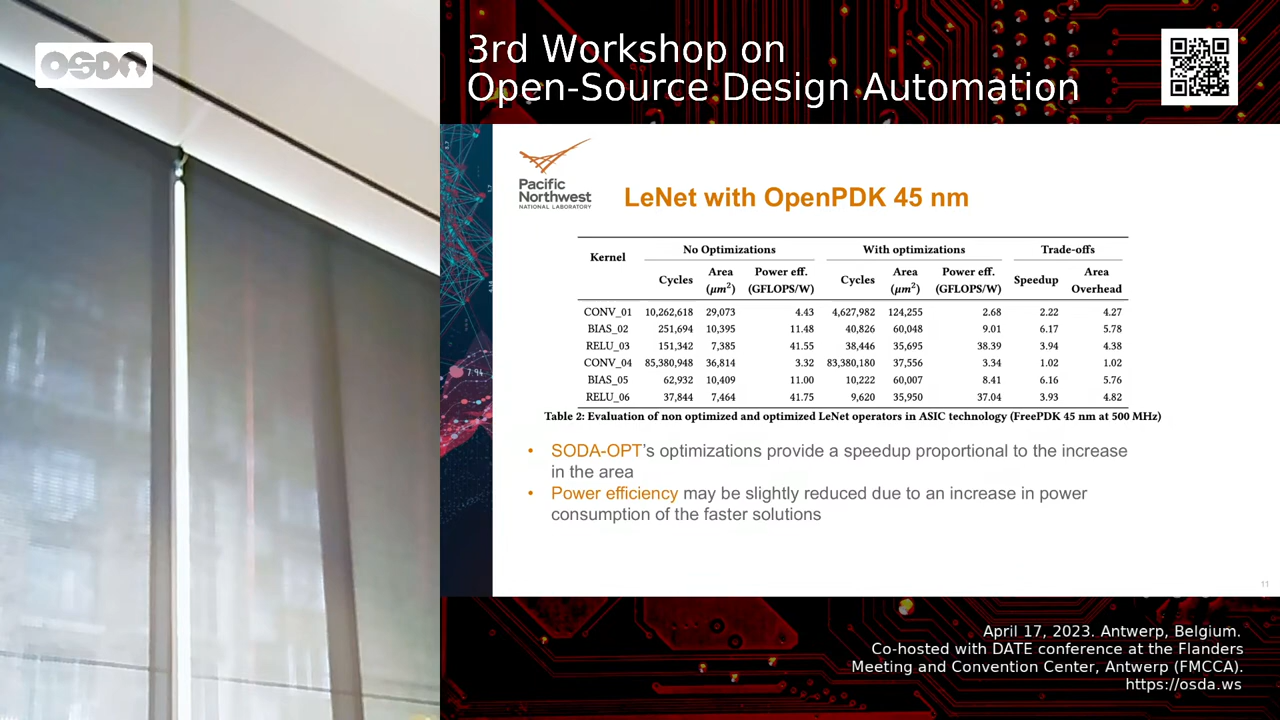 OSDA
3rd Workshop on
Open-Source Design Automation
Pacific
Northwest
NATIONAL LABORATORY
LeNet with OpenPDK 45 nm
Kernel No Optimizations With optimizations Trade-offs
Cycles Area (μm²) Power eff. (GFLOPS/W) Cycles Area (μm²) Power eff. (GFLOPS/W) Speedup Area Overhead
CONV_01 10,262,618 29,073 4.43 4,627,982 124,255 2.68 2.22 4.27
BIAS_02 251,694 10,395 11.48 40,826 60,048 9.01 6.17 5.78
RELU_03 151,342 7,385 41.55 38,446 35,695 38.39 3.94 4.38
CONV_04 85,380,948 36,814 3.32 83,380,180 37,556 3.34 1.02 1.02
BIAS_05 62,932 10,409 11.00 10,222 60,007 8.41 6.16 5.76
RELU_06 37,844 7,464 41.75 9,620 35,950 37.04 3.93 4.82
Table 2: Evaluation of non optimized and optimized LeNet operators in ASIC technology (FreePDK 45 nm at 500 MHz)
• SODA-OPT's optimizations provide a speedup proportional to the increase
in the area
• Power efficiency may be slightly reduced due to an increase in power
consumption of the faster solutions
7.94
11
April 17, 2023. Antwerp, Belgium.
Co-hosted with DATE conference at the Flanders
Meeting and Convention Center, Antwerp (FMCCA).
https://osda.ws